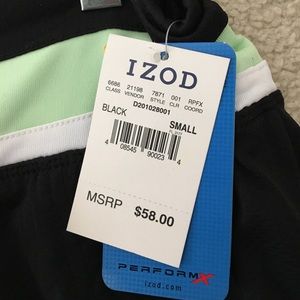 IZOD
6686 21198 7871 001 RPFX
CLASS VENDOR STYLE CLR COORD
D201028001
BLACK
SMALL
4 08545 90023 4
MSRP $58.00
PERFORMX
izod.com